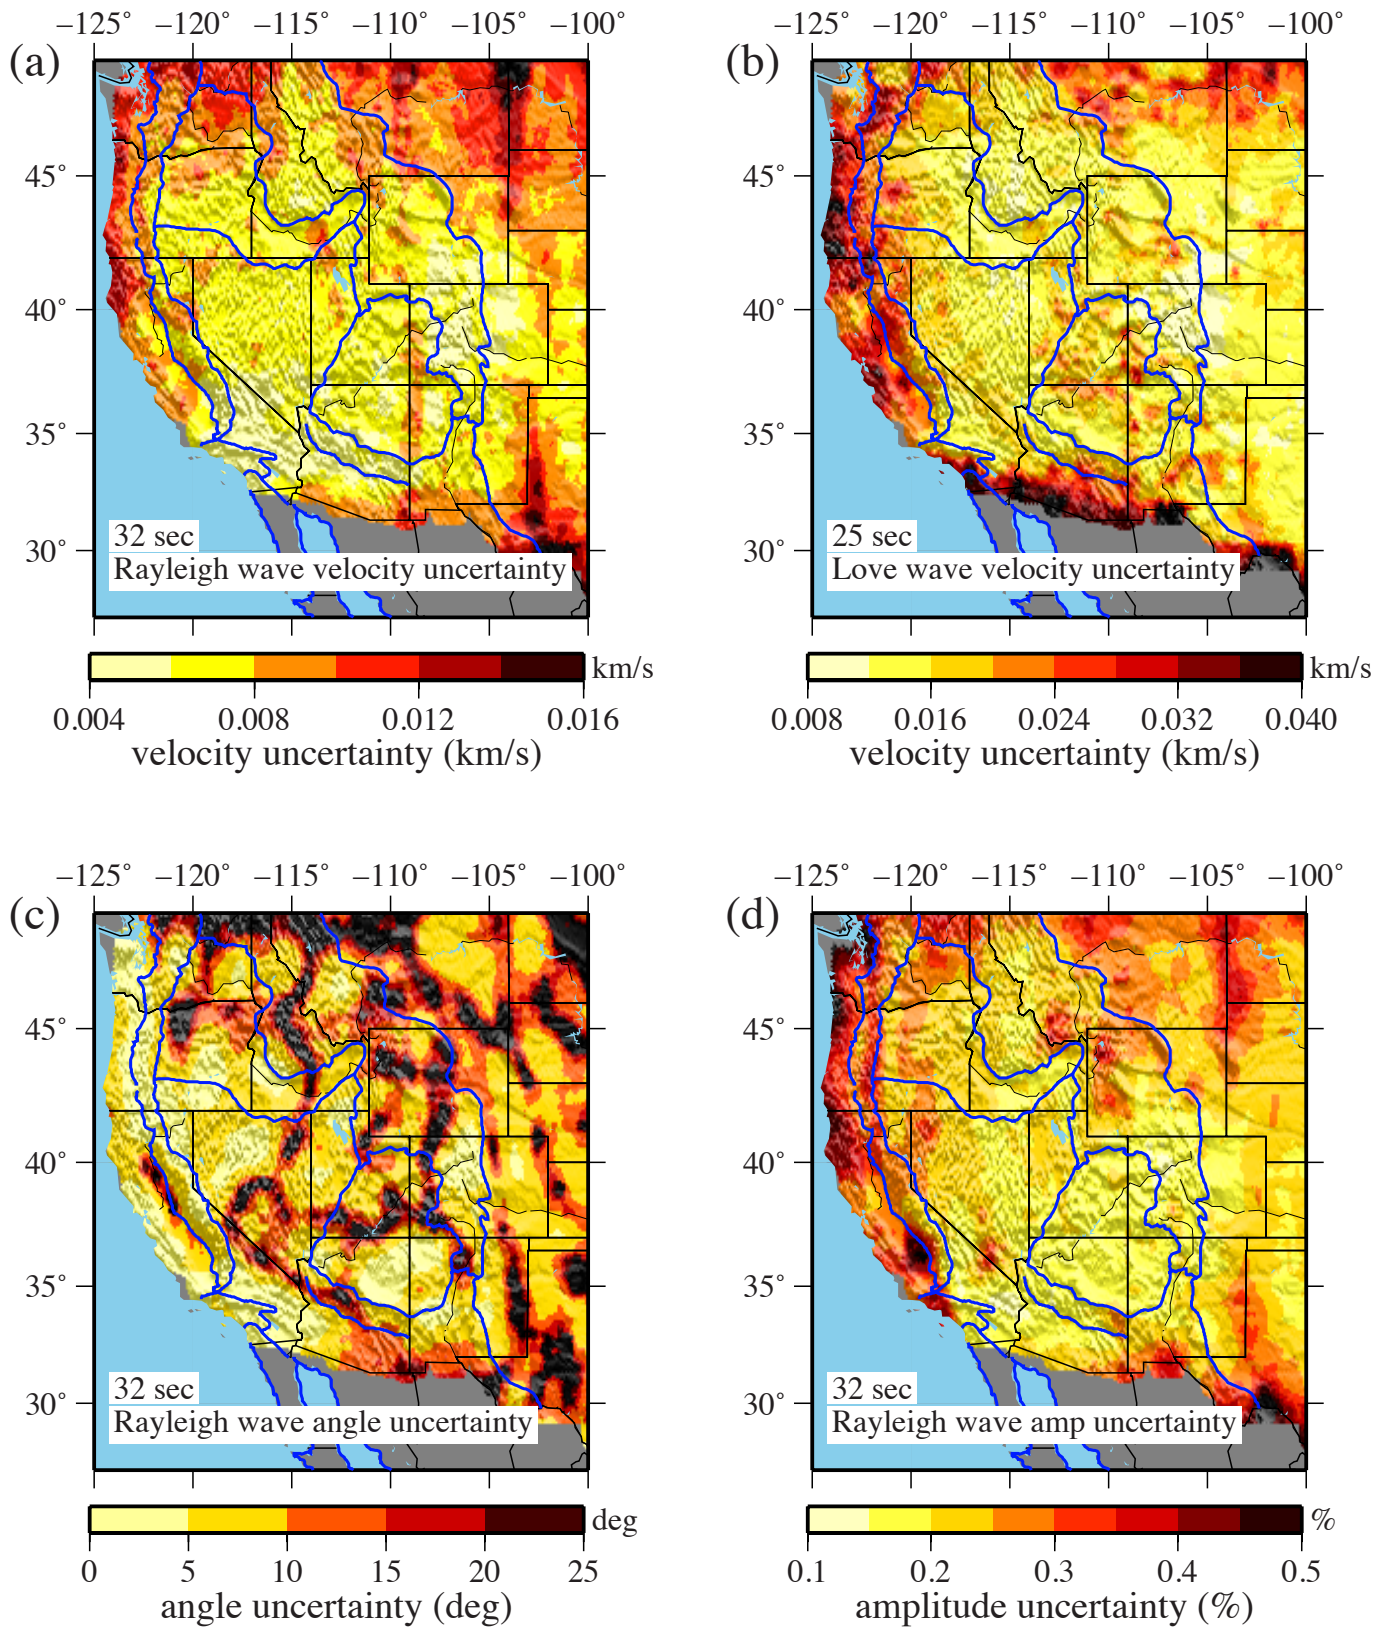 −125° −120° −115° −110° −105° −100°
(a)
45°
40°
35°
30°
32 sec
Rayleigh wave velocity uncertainty
km/s
0.004 0.008 0.012 0.016
velocity uncertainty (km/s)
−125° −120° −115° −110° −105° −100°
(b)
45°
40°
35°
30°
25 sec
Love wave velocity uncertainty
km/s
0.008 0.016 0.024 0.032 0.040
velocity uncertainty (km/s)
−125° −120° −115° −110° −105° −100°
(c)
45°
40°
35°
30°
32 sec
Rayleigh wave angle uncertainty
deg
0 5 10 15 20 25
angle uncertainty (deg)
−125° −120° −115° −110° −105° −100°
(d)
45°
40°
35°
30°
32 sec
Rayleigh wave amp uncertainty
%
0.1 0.2 0.3 0.4 0.5
amplitude uncertainty (%)